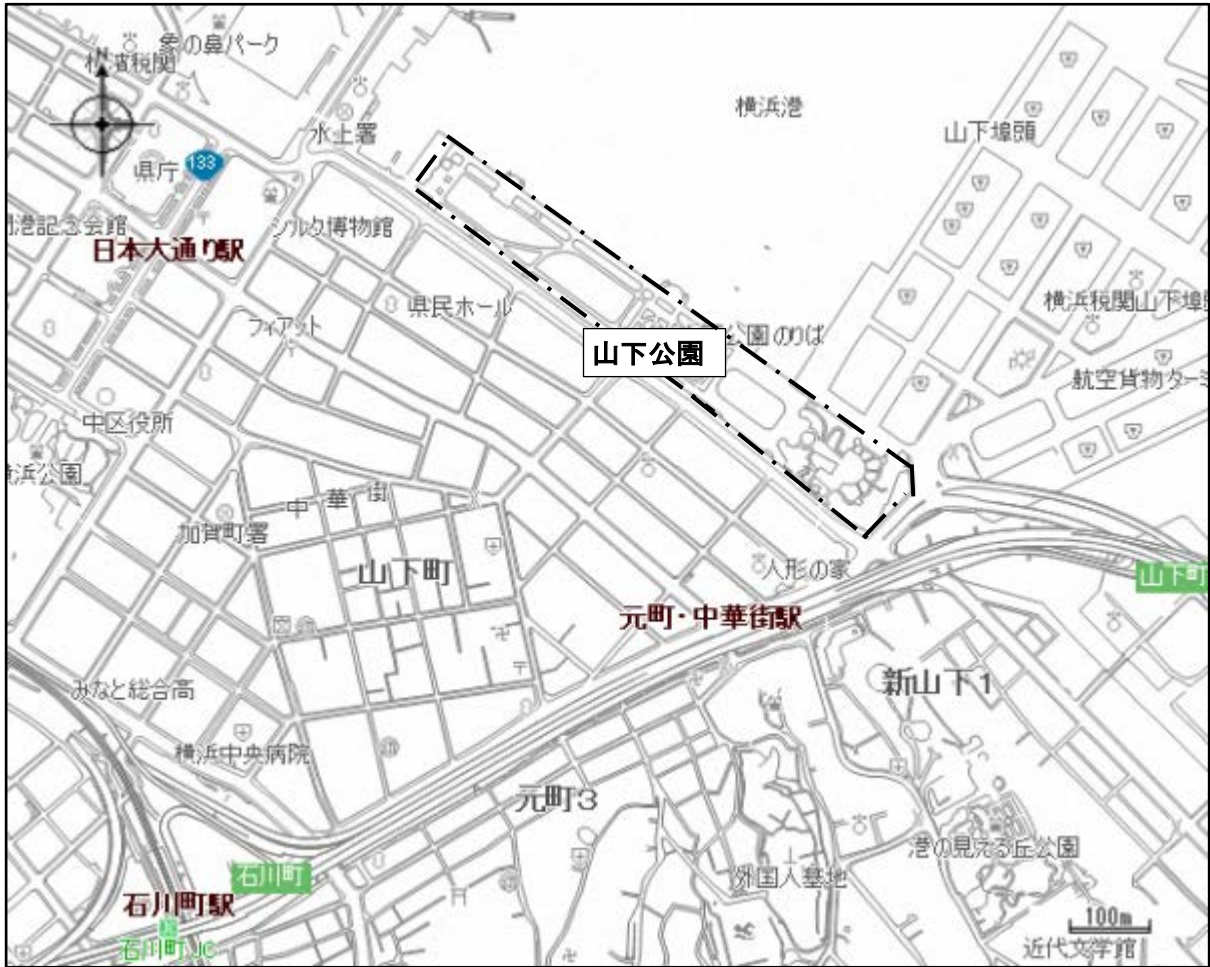 象の鼻パーク
横浜税関
N
横浜港
山下埠頭
水上署
県庁
133
港記念会館
シルク博物館
日本大通り駅
県民ホール
横浜税関山下埠頭
フィアット
山下公園
公園のりば
航空貨物ターミ
中区役所
浜公園
中華街
加賀町署
山下町
人形の家
山下町
元町・中華街駅
新山下1
みなと総合高
横浜中央病院
元町3
港の見える丘公園
石川町
外国人墓地
石川町駅
100m
石川町JC
近代文学館